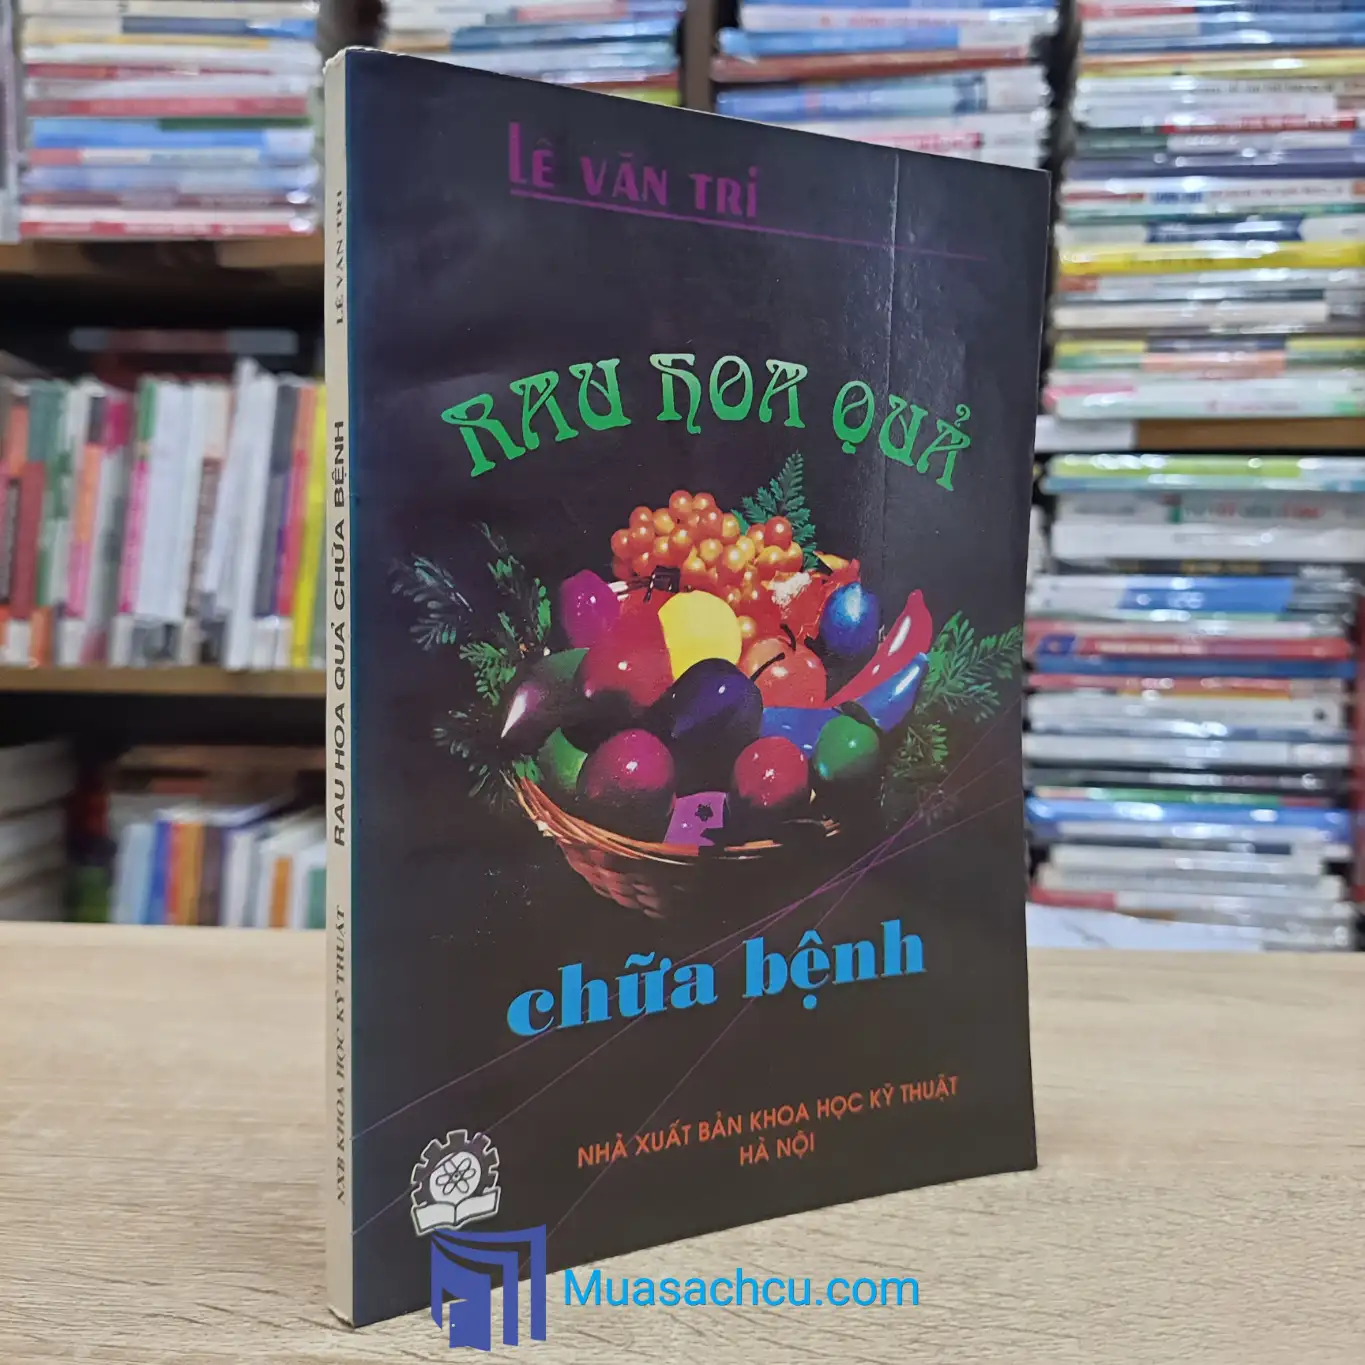 LÊ VĂN TRI
RAU HOA QUẢ
chữa bệnh
NHÀ XUẤT BẢN KHOA HỌC KỸ THUẬT
HÀ NỘI
NXB KHOA HỌC KỸ THUẬT RAU HOA QUẢ CHỮA BỆNH LÊ VĂN TRI
Muasachcu.com